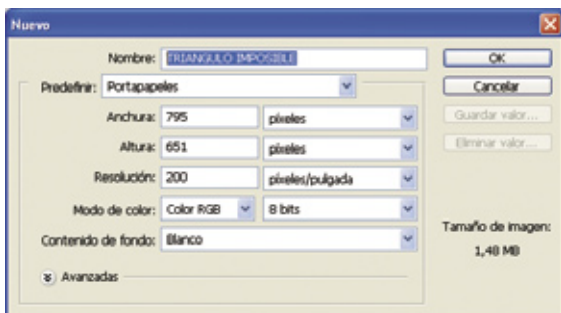 Nuevo
Nombre: TRIANGULO IMPOSIBLE
OK
Predefinir: Portapapeles
Cancelar
Anchura: 795 píxeles
Guardar valor...
Altura: 651 píxeles
Eliminar valor...
Resolución: 200 píxeles/pulgada
Modo de color: Color RGB 8 bits
Contenido de fondo: Blanco
Tamaño de imagen:
1,48 MB
Avanzadas